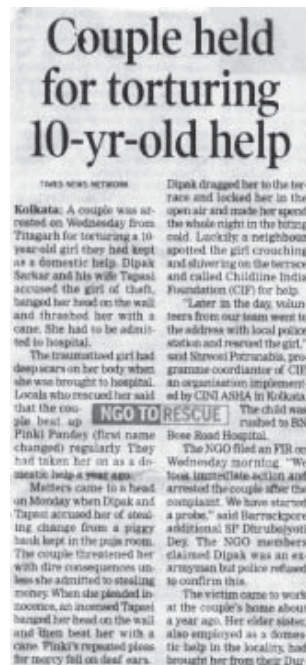 Couple held
for torturing
10-yr-old help
TIMES NEWS NETWORK
Kolkata: A couple was ar-
rested on Wednesday from
Titagarh for torturing a 10-
year-old girl they had kept
as a domestic help. Dipak
Sarkar and his wife Tapasi
accused the girl of theft,
banged her head on the wall
and thrashed her with a
cane. She had to be admit-
ted to hospital.
The traumatized girl had
deep scars on her body when
she was brought to hospital.
Locals who rescued her said
that the cou-
ple beat up
Pinki Pandey (first name
changed) regularly. They
had taken her on as a do-
mestic help a year ago.
Matters came to a head
on Monday when Dipak and
Tapasi accused her of steal-
ing change from a piggy
bank kept in the puja room.
The couple threatened her
with dire consequences un-
less she admitted to stealing
money. When she pleaded in-
nocence, an incensed Tapasi
banged her head on the wall
and then beat her with a
cane. Pinki's repeated pleas
for mercy fell on deaf ears.
NGO TO RESCUE
Dipak dragged her to the ter-
race and locked her in the
open air and made her spend
the whole night in the biting
cold. Luckily, a neighbour
spotted the girl crouching
and shivering on the terrace
and called Childline India
Foundation (CIF) for help.
"Later in the day, volun-
teers from our team went to
the address with local police
station and rescued the girl,"
said Shreoni Patranabis, pro-
gramme coordiantor of CIF,
an organisation implement-
ed by CINI ASHA in Kolkata.
The child was
rushed to BN
Bose Road Hospital.
The NGO filed an FIR on
Wednesday morning. "We
took immediate action and
arrested the couple after the
complaint. We have started
a probe," said Barrackpore
additional SP Dhrubojyoti
Dey. The NGO members
claimed Dipak was an ex-
armyman but police refused
to confirm this.
The victim came to work
at the couple's home about
a year ago. Her elder sister,
also employed as a domes-
tic help in the locality, had
brought her from their